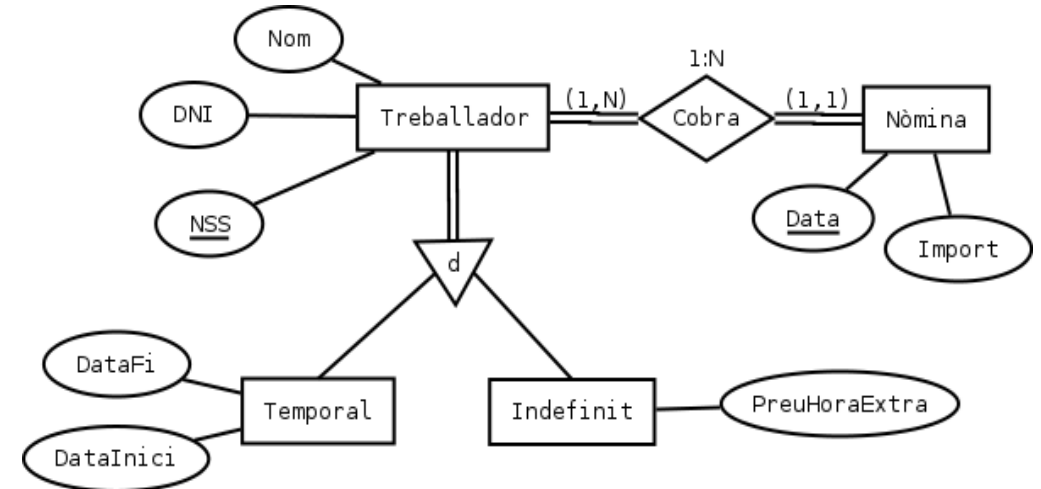 Nom
1:N
DNI
Treballador
(1,N)
Cobra
(1,1)
Nòmina
NSS
Data
Import
d
DataFi
Temporal
Indefinit
PreuHoraExtra
DataInici